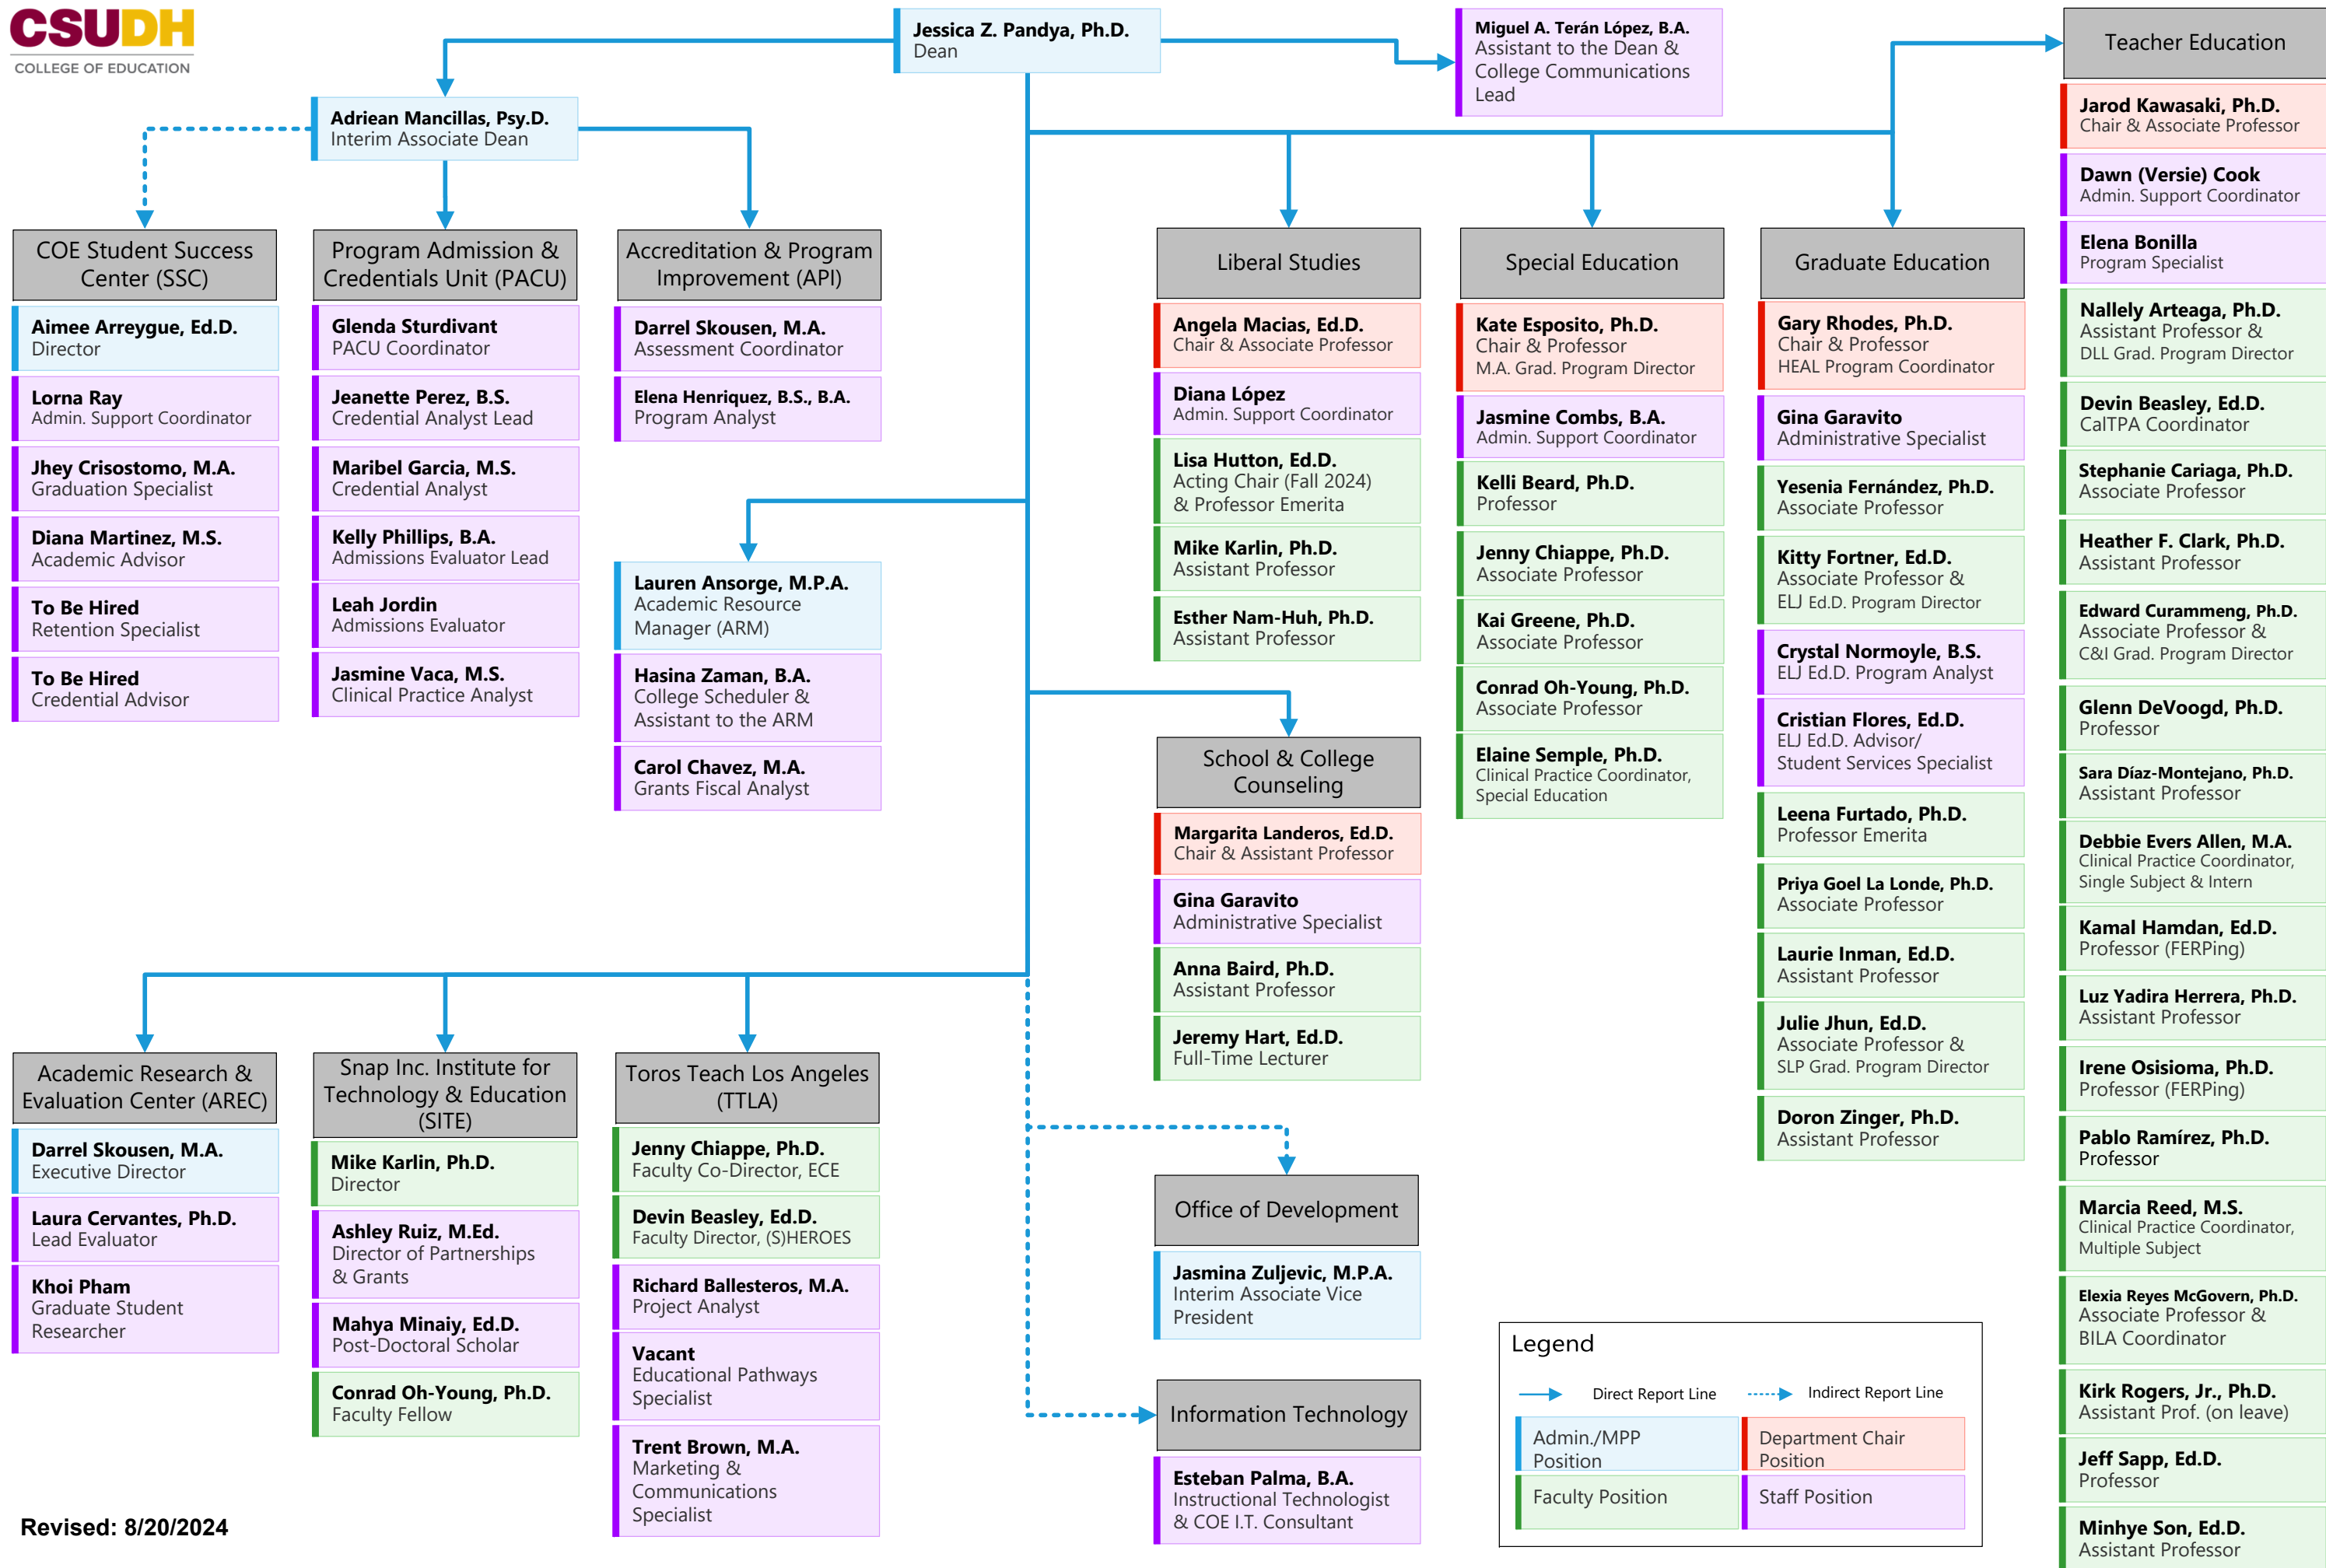 CSUDH
COLLEGE OF EDUCATION
Jessica Z. Pandya, Ph.D.
Dean
Miguel A. Terán López, B.A.
Assistant to the Dean &
College Communications
Lead
Adriean Mancillas, Psy.D.
Interim Associate Dean
COE Student Success
Center (SSC)
Aimee Arreygue, Ed.D.
Director
Lorna Ray
Admin. Support Coordinator
Jhey Crisostomo, M.A.
Graduation Specialist
Diana Martinez, M.S.
Academic Advisor
To Be Hired
Retention Specialist
To Be Hired
Credential Advisor
Program Admission &
Credentials Unit (PACU)
Glenda Sturdivant
PACU Coordinator
Jeanette Perez, B.S.
Credential Analyst Lead
Maribel Garcia, M.S.
Credential Analyst
Kelly Phillips, B.A.
Admissions Evaluator Lead
Leah Jordin
Admissions Evaluator
Jasmine Vaca, M.S.
Clinical Practice Analyst
Accreditation & Program
Improvement (API)
Darrel Skousen, M.A.
Assessment Coordinator
Elena Henriquez, B.S., B.A.
Program Analyst
Lauren Ansorge, M.P.A.
Academic Resource
Manager (ARM)
Hasina Zaman, B.A.
College Scheduler &
Assistant to the ARM
Carol Chavez, M.A.
Grants Fiscal Analyst
Liberal Studies
Angela Macias, Ed.D.
Chair & Associate Professor
Diana López
Admin. Support Coordinator
Lisa Hutton, Ed.D.
Acting Chair (Fall 2024)
& Professor Emerita
Mike Karlin, Ph.D.
Assistant Professor
Esther Nam-Huh, Ph.D.
Assistant Professor
School & College
Counseling
Margarita Landeros, Ed.D.
Chair & Assistant Professor
Gina Garavito
Administrative Specialist
Anna Baird, Ph.D.
Assistant Professor
Jeremy Hart, Ed.D.
Full-Time Lecturer
Special Education
Kate Esposito, Ph.D.
Chair & Professor
M.A. Grad. Program Director
Jasmine Combs, B.A.
Admin. Support Coordinator
Kelli Beard, Ph.D.
Professor
Jenny Chiappe, Ph.D.
Associate Professor
Kai Greene, Ph.D.
Associate Professor
Conrad Oh-Young, Ph.D.
Associate Professor
Elaine Semple, Ph.D.
Clinical Practice Coordinator,
Special Education
Graduate Education
Gary Rhodes, Ph.D.
Chair & Professor
HEAL Program Coordinator
Gina Garavito
Administrative Specialist
Yesenia Fernández, Ph.D.
Associate Professor
Kitty Fortner, Ed.D.
Associate Professor &
ELJ Ed.D. Program Director
Crystal Normoyle, B.S.
ELJ Ed.D. Program Analyst
Cristian Flores, Ed.D.
ELJ Ed.D. Advisor/
Student Services Specialist
Leena Furtado, Ph.D.
Professor Emerita
Priya Goel La Londe, Ph.D.
Associate Professor
Laurie Inman, Ed.D.
Assistant Professor
Julie Jhun, Ed.D.
Associate Professor &
SLP Grad. Program Director
Doron Zinger, Ph.D.
Assistant Professor
Teacher Education
Jarod Kawasaki, Ph.D.
Chair & Associate Professor
Dawn (Versie) Cook
Admin. Support Coordinator
Elena Bonilla
Program Specialist
Nallely Arteaga, Ph.D.
Assistant Professor &
DLL Grad. Program Director
Devin Beasley, Ed.D.
CalTPA Coordinator
Stephanie Cariaga, Ph.D.
Associate Professor
Heather F. Clark, Ph.D.
Assistant Professor
Edward Curammeng, Ph.D.
Associate Professor &
C&I Grad. Program Director
Glenn DeVoogd, Ph.D.
Professor
Sara Díaz-Montejano, Ph.D.
Assistant Professor
Debbie Evers Allen, M.A.
Clinical Practice Coordinator,
Single Subject & Intern
Kamal Hamdan, Ed.D.
Professor (FERPing)
Luz Yadira Herrera, Ph.D.
Assistant Professor
Irene Osisioma, Ph.D.
Professor (FERPing)
Pablo Ramírez, Ph.D.
Professor
Marcia Reed, M.S.
Clinical Practice Coordinator,
Multiple Subject
Elexia Reyes McGovern, Ph.D.
Associate Professor &
BILA Coordinator
Kirk Rogers, Jr., Ph.D.
Assistant Prof. (on leave)
Jeff Sapp, Ed.D.
Professor
Minhye Son, Ed.D.
Assistant Professor
Academic Research &
Evaluation Center (AREC)
Darrel Skousen, M.A.
Executive Director
Laura Cervantes, Ph.D.
Lead Evaluator
Khoi Pham
Graduate Student
Researcher
Snap Inc. Institute for
Technology & Education
(SITE)
Mike Karlin, Ph.D.
Director
Ashley Ruiz, M.Ed.
Director of Partnerships
& Grants
Mahya Minaiy, Ed.D.
Post-Doctoral Scholar
Conrad Oh-Young, Ph.D.
Faculty Fellow
Toros Teach Los Angeles
(TTLA)
Jenny Chiappe, Ph.D.
Faculty Co-Director, ECE
Devin Beasley, Ed.D.
Faculty Director, (S)HEROES
Richard Ballesteros, M.A.
Project Analyst
Vacant
Educational Pathways
Specialist
Trent Brown, M.A.
Marketing &
Communications
Specialist
Office of Development
Jasmina Zuljevic, M.P.A.
Interim Associate Vice
President
Information Technology
Esteban Palma, B.A.
Instructional Technologist
& COE I.T. Consultant
Legend
Direct Report Line
Indirect Report Line
Admin./MPP
Position
Department Chair
Position
Faculty Position
Staff Position
Revised: 8/20/2024